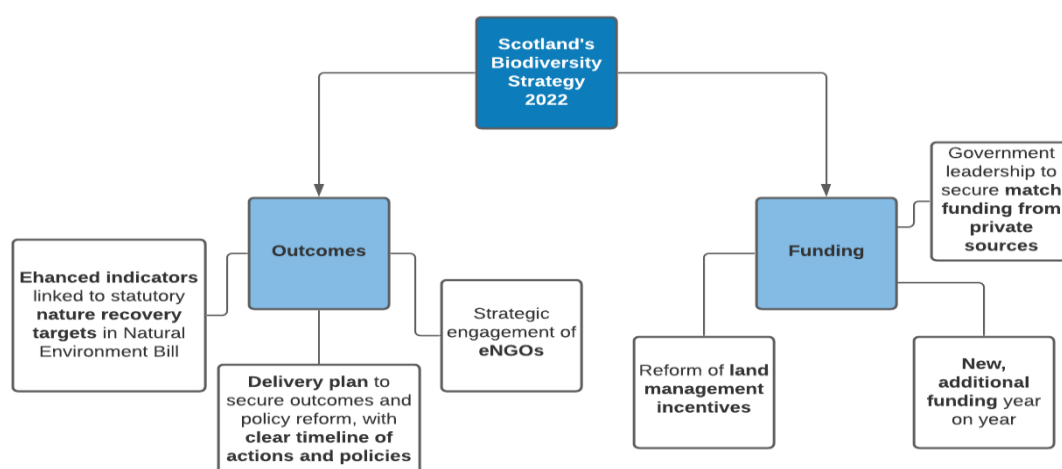 Scotland's
Biodiversity
Strategy
2022
Outcomes
Funding
Ehanced indicators
linked to statutory
nature recovery
targets in Natural
Environment Bill
Delivery plan to
secure outcomes and
policy reform, with
clear timeline of
actions and policies
Strategic
engagement of
eNGOs
Reform of land
management
incentives
Government
leadership to
secure match
funding from
private
sources
New,
additional
funding year
on year